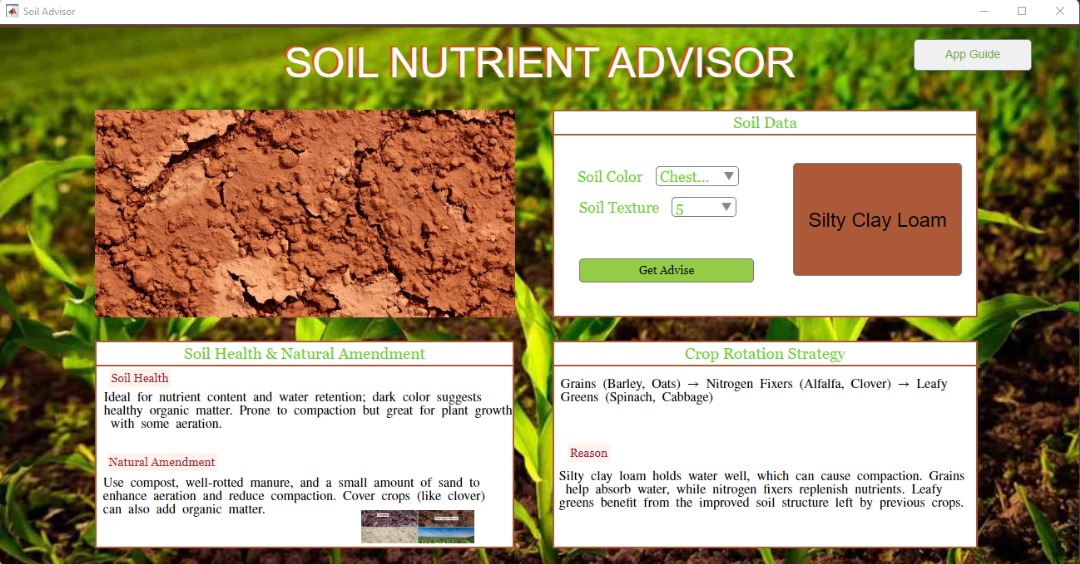 Soil Advisor
SOIL NUTRIENT ADVISOR
App Guide
Soil Data
Soil Color Chest...
Soil Texture 5
Silty Clay Loam
Get Advise
Soil Health & Natural Amendment
Soil Health
Ideal for nutrient content and water retention; dark color suggests
healthy organic matter. Prone to compaction but great for plant growth
with some aeration.
Natural Amendment
Use compost, well-rotted manure, and a small amount of sand to
enhance aeration and reduce compaction. Cover crops (like clover)
can also add organic matter.
Crop Rotation Strategy
Grains (Barley, Oats) → Nitrogen Fixers (Alfalfa, Clover) → Leafy
Greens (Spinach, Cabbage)
Reason
Silty clay loam holds water well, which can cause compaction. Grains
help absorb water, while nitrogen fixers replenish nutrients. Leafy
greens benefit from the improved soil structure left by previous crops.